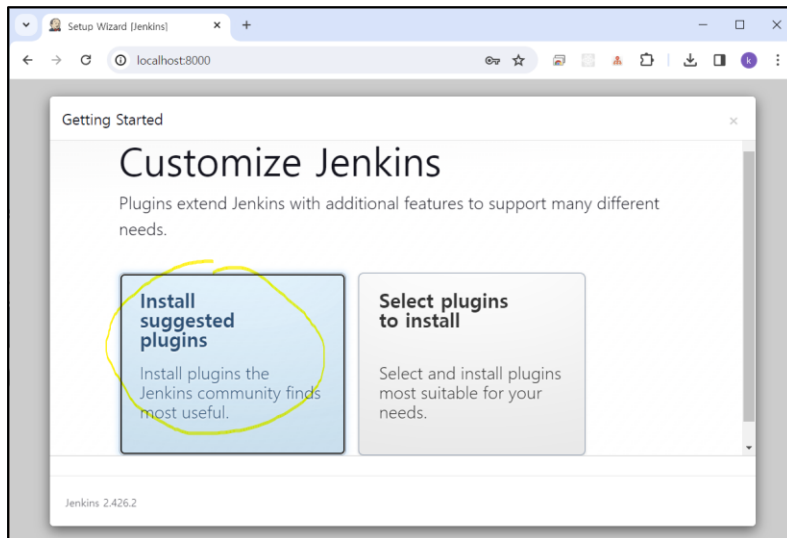 Setup Wizard [Jenkins]
localhost:8000
k
Getting Started
Customize Jenkins
Plugins extend Jenkins with additional features to support many different
needs.
Install
suggested
plugins
Install plugins the
Jenkins community finds
most useful.
Select plugins
to install
Select and install plugins
most suitable for your
needs.
Jenkins 2.426.2